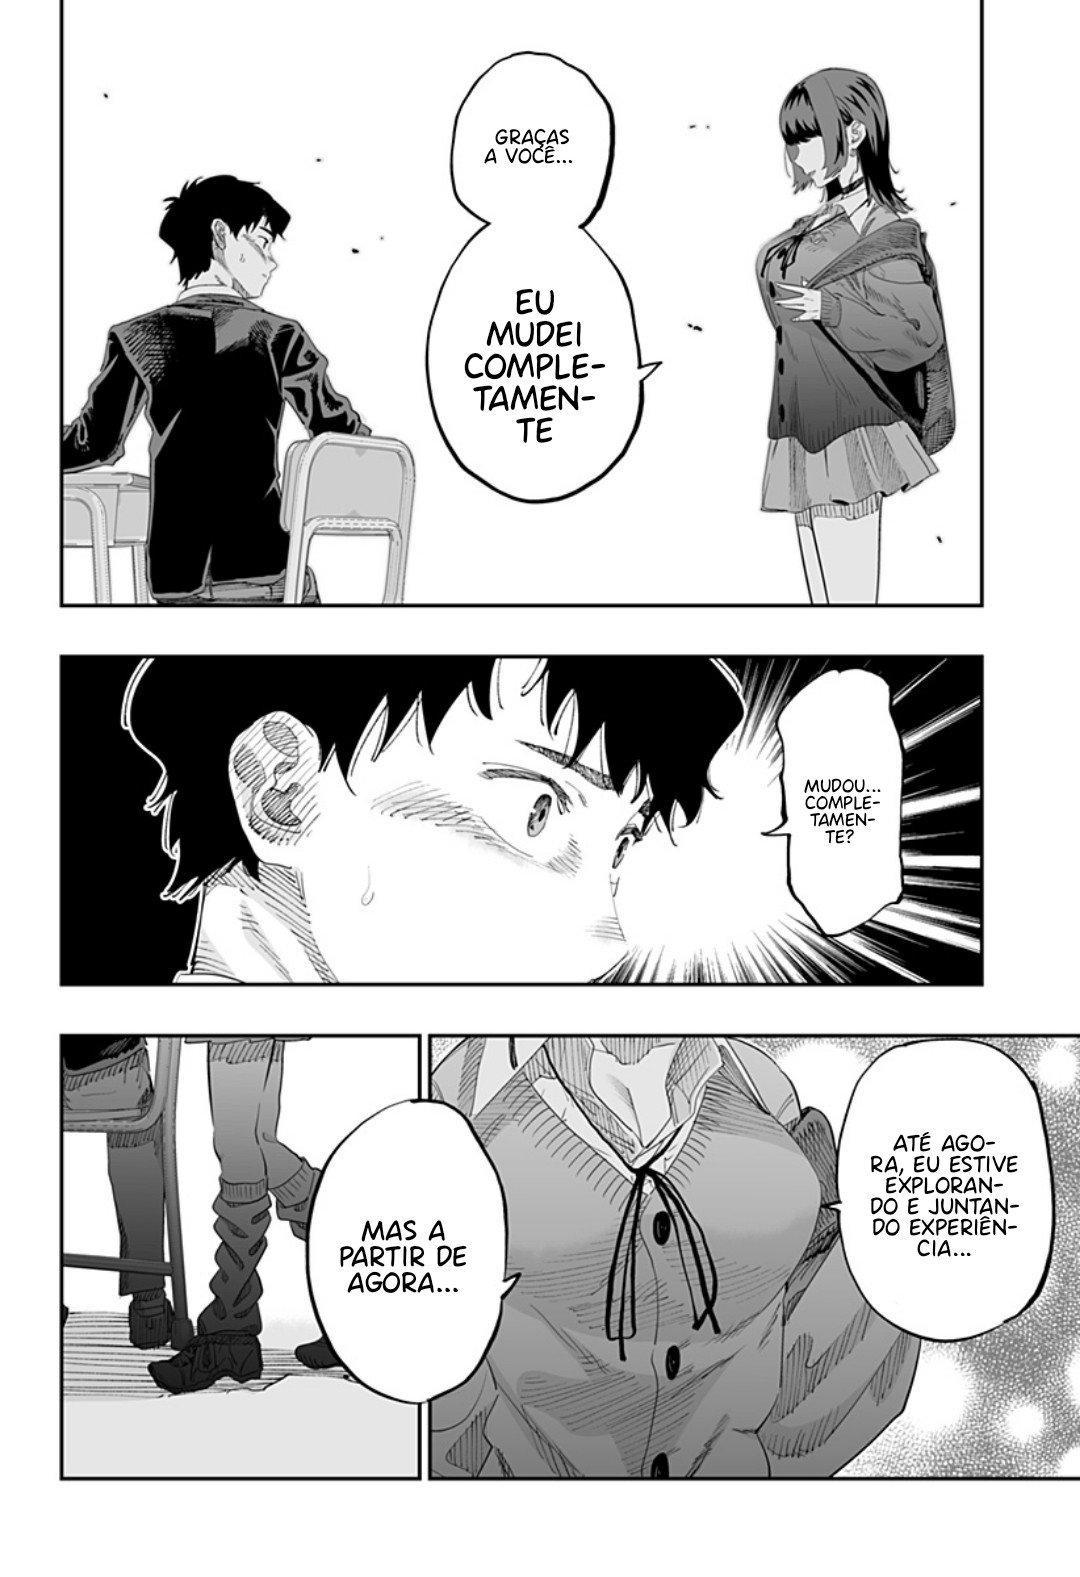 GRAÇAS
A VOCÊ...
EU
MUDEI
COMPLE-
TAMEN-
TE
MUDOU...
COMPLE-
TAMEN-
TE?
ATÉ AGO-
RA, EU ESTIVE
EXPLORAN-
DO E JUNTAN-
DO EXPERIÊN-
CIA...
MAS A
PARTIR DE
AGORA...